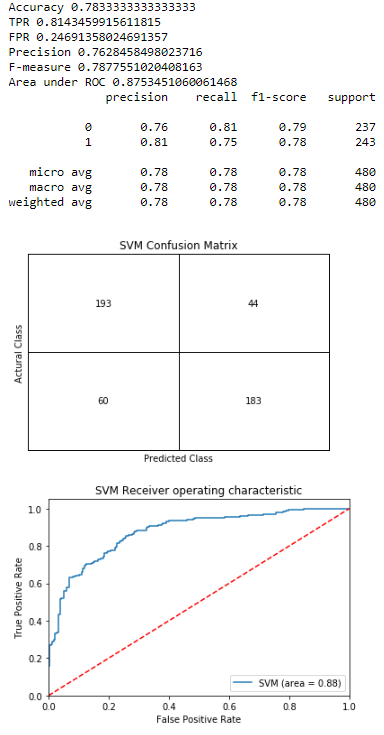 Accuracy 0.7833333333333333
TPR 0.8143459915611815
FPR 0.24691358024691357
Precision 0.7628458498023716
F-measure 0.7877551020408163
Area under ROC 0.8753451060061468
precision recall f1-score support
0 0.76 0.81 0.79 237
1 0.81 0.75 0.78 243
micro avg 0.78 0.78 0.78 480
macro avg 0.78 0.78 0.78 480
weighted avg 0.78 0.78 0.78 480
SVM Confusion Matrix
Actural Class
193 44
60 183
Predicted Class
SVM Receiver operating characteristic
True Positive Rate
1.0
0.8
0.6
0.4
0.2
0.0
SVM (area = 0.88)
0.0 0.2 0.4 0.6 0.8 1.0
False Positive Rate